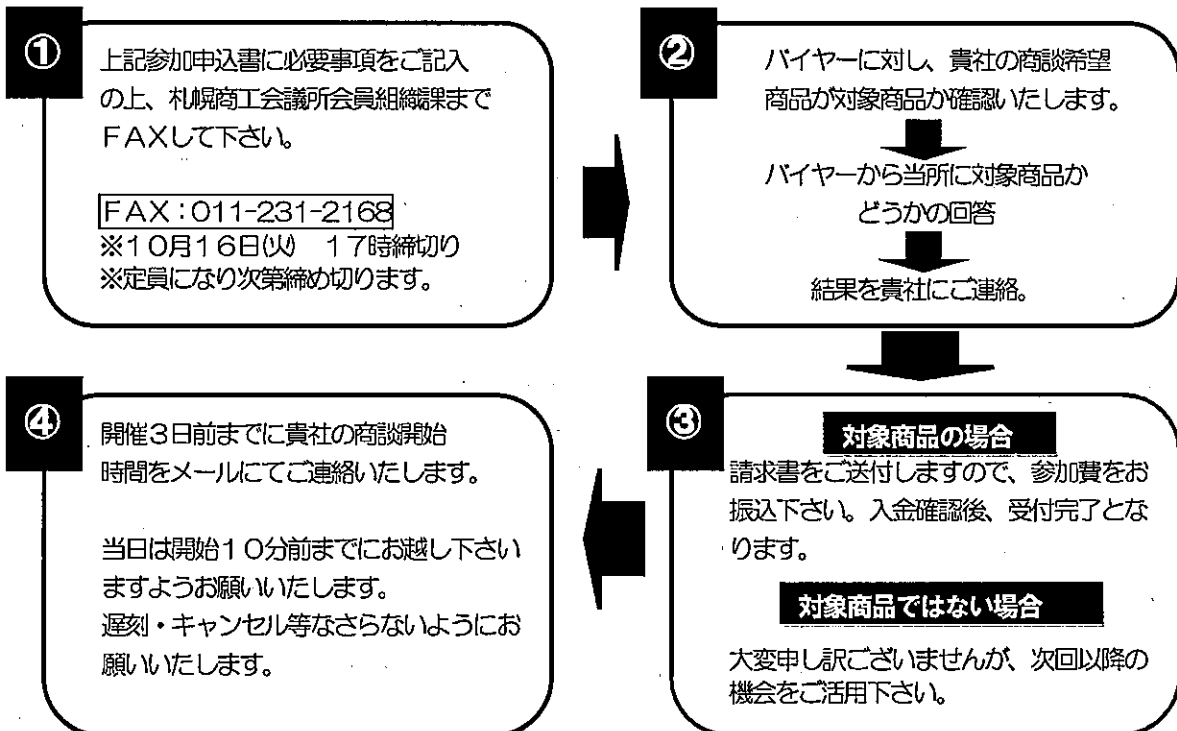 ①
上記参加申込書に必要事項をご記入
の上、札幌商工会議所会員組織課まで
ＦＡＸして下さい。
ＦＡＸ：011-231-2168
※１０月１６日(火)　１７時締切り
※定員になり次第締め切ります。
②
バイヤーに対し、貴社の商談希望
商品が対象商品か確認いたします。
バイヤーから当所に対象商品か
どうかの回答
結果を貴社にご連絡。
③
対象商品の場合
請求書をご送付しますので、参加費をお
振込下さい。入金確認後、受付完了とな
ります。
対象商品ではない場合
大変申し訳ございませんが、次回以降の
機会をご活用下さい。
④
開催３日前までに貴社の商談開始
時間をメールにてご連絡いたします。
当日は開始１０分前までにお越し下さい
ますようお願いいたします。
遅刻・キャンセル等なさらないようにお
願いいたします。